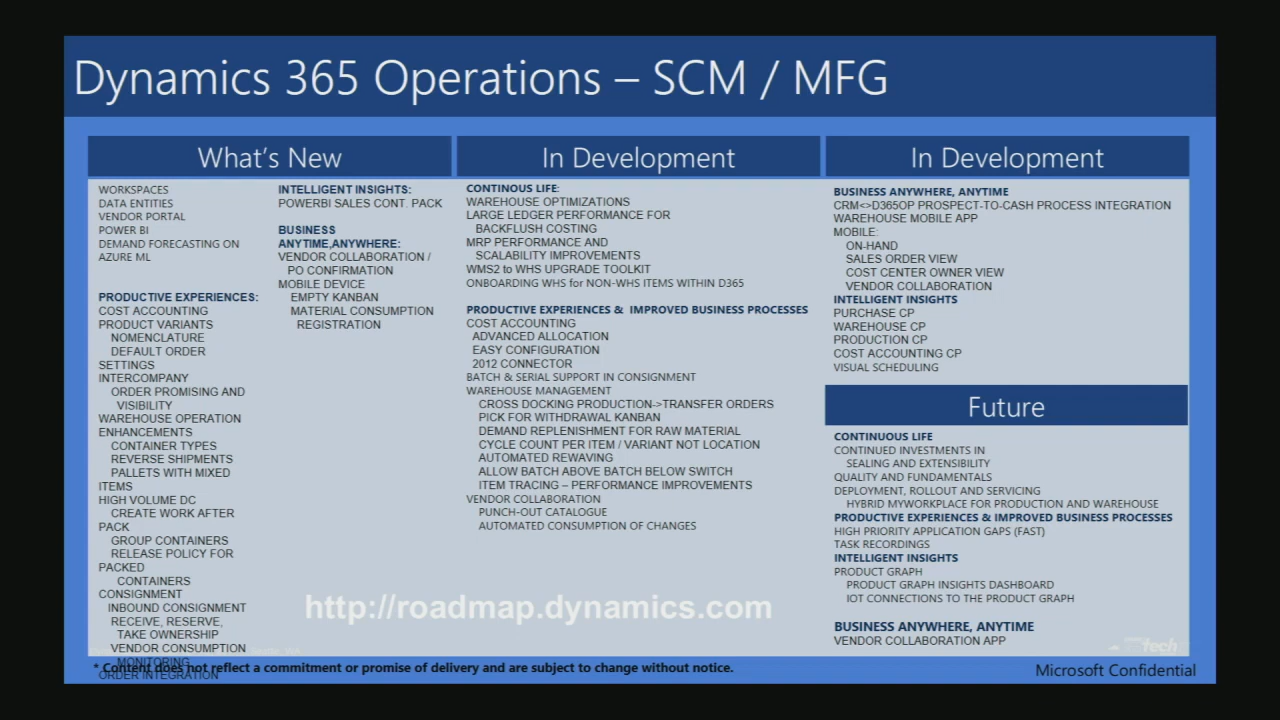 Dynamics 365 Operations – SCM / MFG
What's New
WORKSPACES
DATA ENTITIES
VENDOR PORTAL
POWER BI
DEMAND FORECASTING ON
AZURE ML
PRODUCTIVE EXPERIENCES:
COST ACCOUNTING
PRODUCT VARIANTS
NOMENCLATURE
DEFAULT ORDER
SETTINGS
INTERCOMPANY
ORDER PROMISING AND
VISIBILITY
WAREHOUSE OPERATION
ENHANCEMENTS
CONTAINER TYPES
REVERSE SHIPMENTS
PALLETS WITH MIXED
ITEMS
HIGH VOLUME DC
CREATE WORK AFTER
PACK
GROUP CONTAINERS
RELEASE POLICY FOR
PACKED
CONTAINERS
CONSIGNMENT
INBOUND CONSIGNMENT
RECEIVE, RESERVE,
TAKE OWNERSHIP
VENDOR CONSUMPTION
MONITORING
ORDER INTEGRATION
INTELLIGENT INSIGHTS:
POWERBI SALES CONT. PACK
BUSINESS
ANYTIME,ANYWHERE:
VENDOR COLLABORATION /
PO CONFIRMATION
MOBILE DEVICE
EMPTY KANBAN
MATERIAL CONSUMPTION
REGISTRATION
In Development
CONTINOUS LIFE:
WAREHOUSE OPTIMIZATIONS
LARGE LEDGER PERFORMANCE FOR
BACKFLUSH COSTING
MRP PERFORMANCE AND
SCALABILITY IMPROVEMENTS
WMS2 to WHS UPGRADE TOOLKIT
ONBOARDING WHS for NON-WHS ITEMS WITHIN D365
PRODUCTIVE EXPERIENCES & IMPROVED BUSINESS PROCESSES
COST ACCOUNTING
ADVANCED ALLOCATION
EASY CONFIGURATION
2012 CONNECTOR
BATCH & SERIAL SUPPORT IN CONSIGNMENT
WAREHOUSE MANAGEMENT
CROSS DOCKING PRODUCTION->TRANSFER ORDERS
PICK FOR WITHDRAWAL KANBAN
DEMAND REPLENISHMENT FOR RAW MATERIAL
CYCLE COUNT PER ITEM / VARIANT NOT LOCATION
AUTOMATED REWAVING
ALLOW BATCH ABOVE BATCH BELOW SWITCH
ITEM TRACING – PERFORMANCE IMPROVEMENTS
VENDOR COLLABORATION
PUNCH-OUT CATALOGUE
AUTOMATED CONSUMPTION OF CHANGES
http://roadmap.dynamics.com
In Development
BUSINESS ANYWHERE, ANYTIME
CRM<>D365OP PROSPECT-TO-CASH PROCESS INTEGRATION
WAREHOUSE MOBILE APP
MOBILE:
ON-HAND
SALES ORDER VIEW
COST CENTER OWNER VIEW
VENDOR COLLABORATION
INTELLIGENT INSIGHTS
PURCHASE CP
WAREHOUSE CP
PRODUCTION CP
COST ACCOUNTING CP
VISUAL SCHEDULING
Future
CONTINUOUS LIFE
CONTINUED INVESTMENTS IN
SEALING AND EXTENSIBILITY
QUALITY AND FUNDAMENTALS
DEPLOYMENT, ROLLOUT AND SERVICING
HYBRID MYWORKPLACE FOR PRODUCTION AND WAREHOUSE
PRODUCTIVE EXPERIENCES & IMPROVED BUSINESS PROCESSES
HIGH PRIORITY APPLICATION GAPS (FAST)
TASK RECORDINGS
INTELLIGENT INSIGHTS
PRODUCT GRAPH
PRODUCT GRAPH INSIGHTS DASHBOARD
IOT CONNECTIONS TO THE PRODUCT GRAPH
BUSINESS ANYWHERE, ANYTIME
VENDOR COLLABORATION APP
tech
* Content does not reflect a commitment or promise of delivery and are subject to change without notice.
Microsoft Confidential